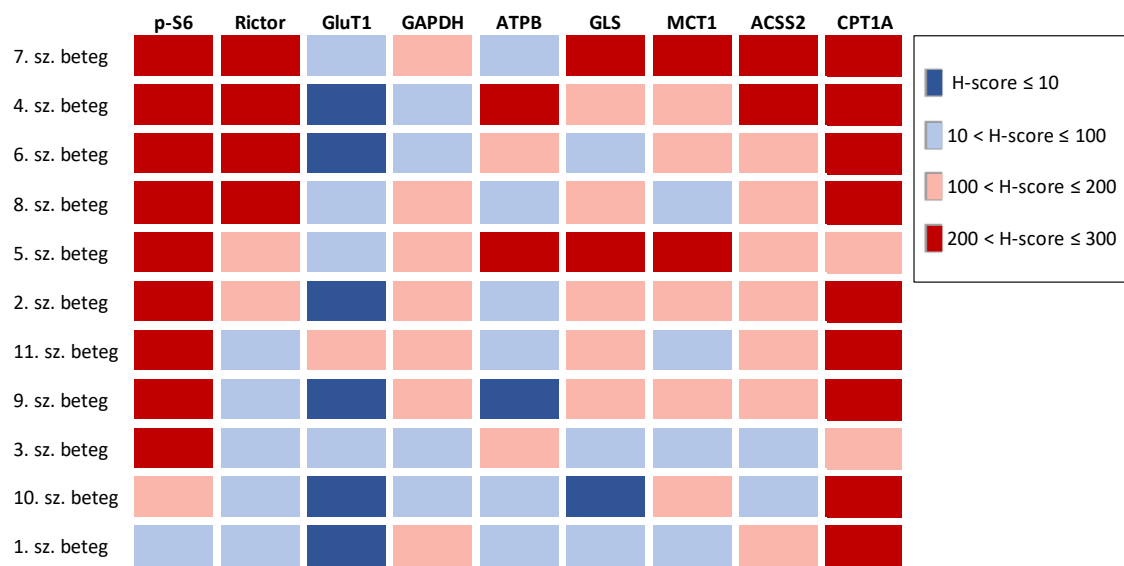 p-S6 Rictor GluT1 GAPDH ATPB GLS MCT1 ACSS2 CPT1A
7. sz. beteg
4. sz. beteg
6. sz. beteg
8. sz. beteg
5. sz. beteg
2. sz. beteg
11. sz. beteg
9. sz. beteg
3. sz. beteg
10. sz. beteg
1. sz. beteg
H-score ≤ 10
10 < H-score ≤ 100
100 < H-score ≤ 200
200 < H-score ≤ 300